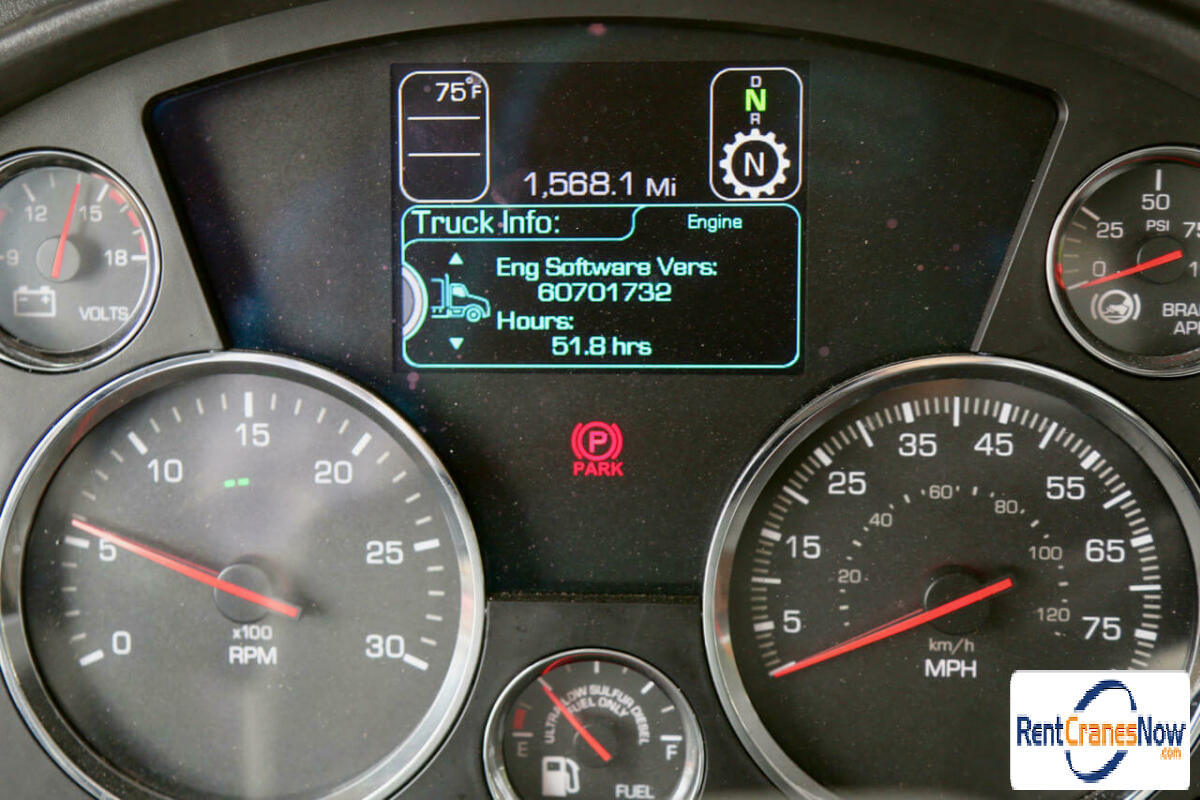 75°F
D
N
R
N
1,568.1 Mi
Truck Info:
Engine
Eng Software Vers:
60701732
Hours:
51.8 hrs
9
12
15
18
VOLTS
0
25
50
PSI
P
PARK
0
5
10
15
20
25
30
x100
RPM
E
ULTRA LOW SULFUR DIESEL
FUEL ONLY
F
FUEL
5
15
25
35
45
55
65
75
20
40
60
80
100
120
km/h
MPH
RentCranesNow
.com